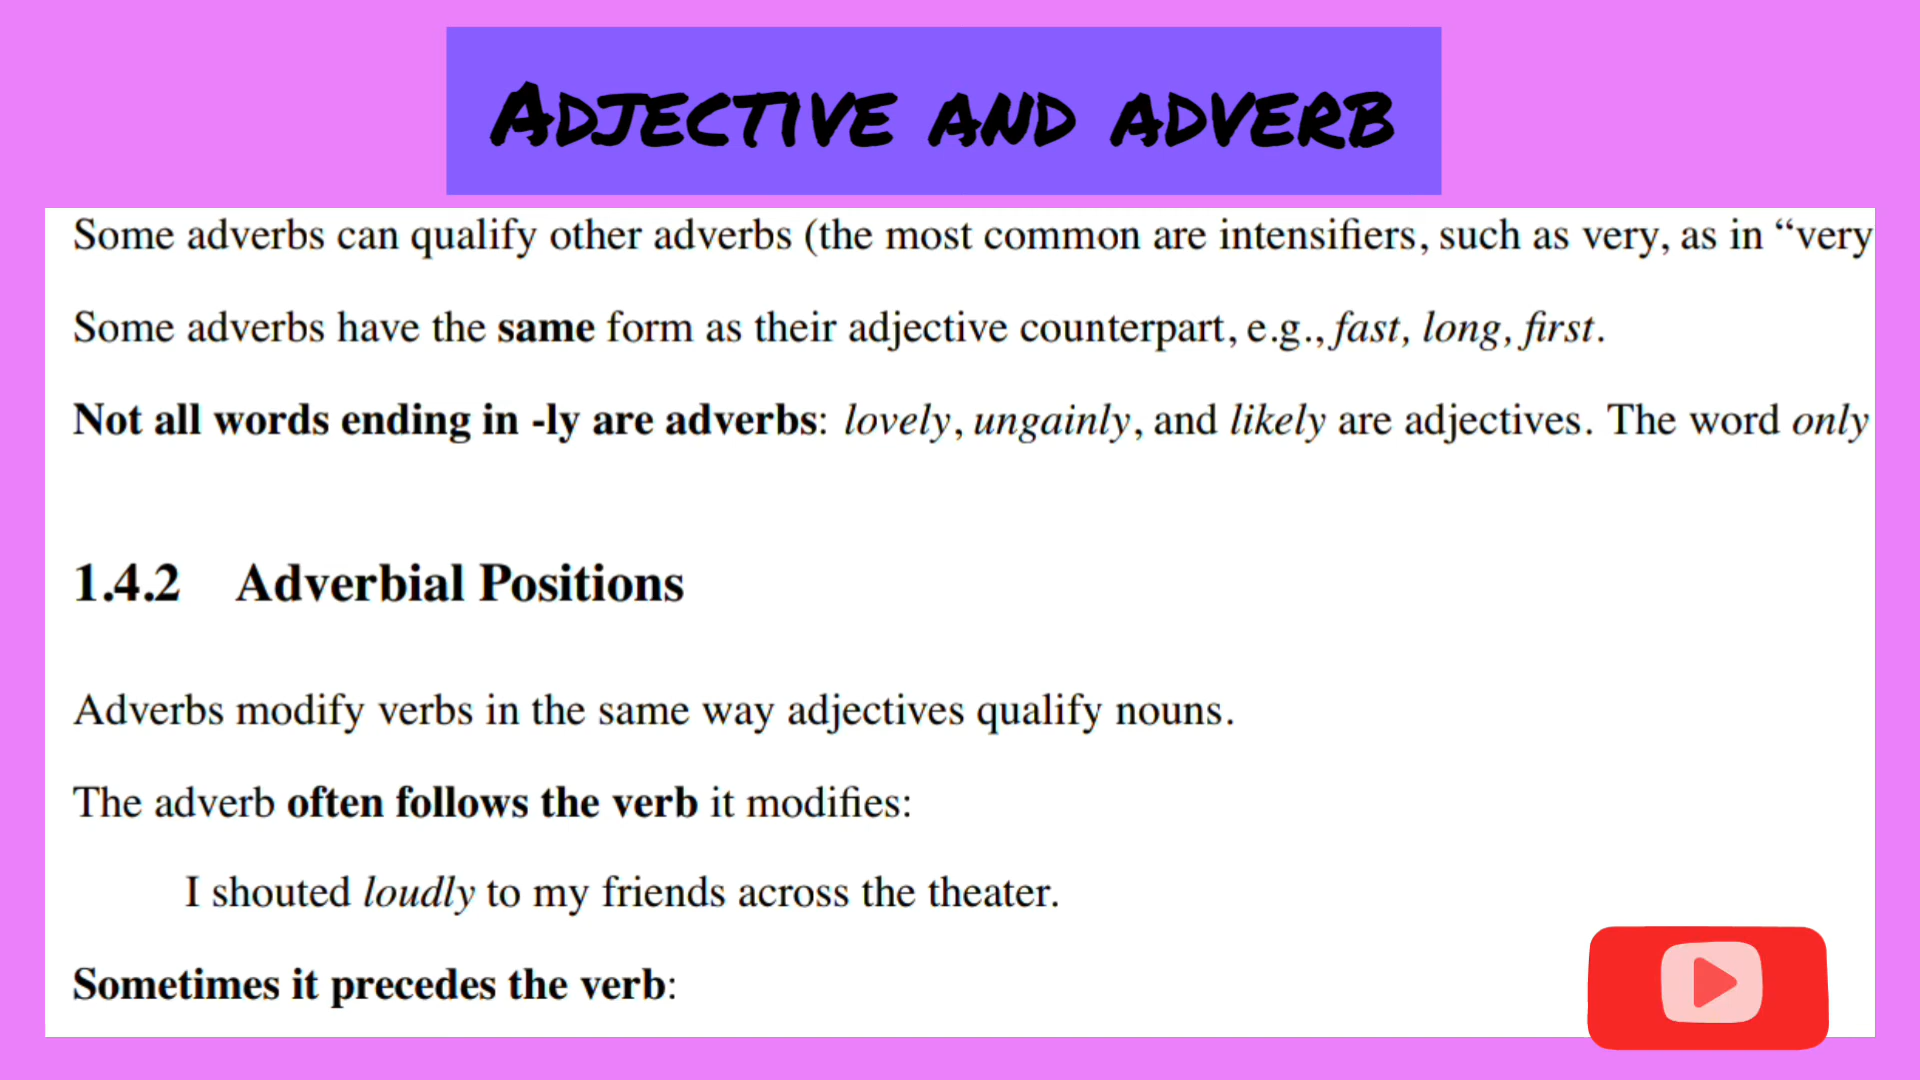 ADJECTIVE AND ADVERB
Some adverbs can qualify other adverbs (the most common are intensifiers, such as very, as in “very
Some adverbs have the same form as their adjective counterpart, e.g., fast, long, first.
Not all words ending in -ly are adverbs: lovely, ungainly, and likely are adjectives. The word only
1.4.2 Adverbial Positions
Adverbs modify verbs in the same way adjectives qualify nouns.
The adverb often follows the verb it modifies:
I shouted loudly to my friends across the theater.
Sometimes it precedes the verb: